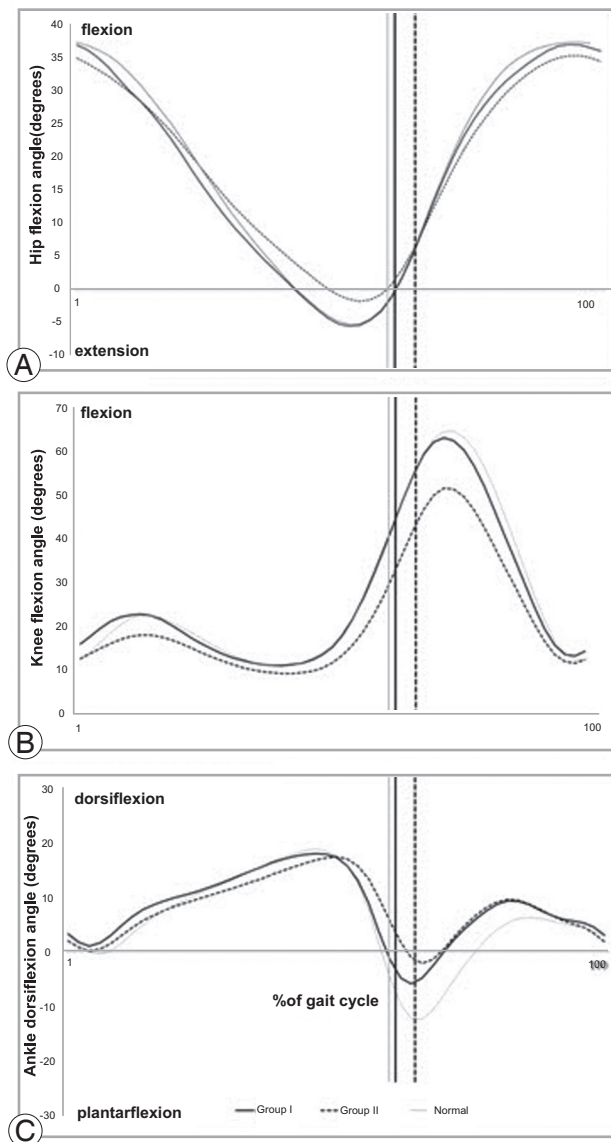 flexion
Hip flexion angle(degrees)
40
35
30
25
20
15
10
5
0
-5
-10
1
100
extension
A
flexion
Knee flexion angle (degrees)
70
60
50
40
30
20
10
0
1
100
B
dorsiflexion
Ankle dorsiflexion angle (degrees)
30
20
10
0
-10
-20
-30
1
100
%of gait cycle
plantarflexion
Group I
Group II
Normal
C